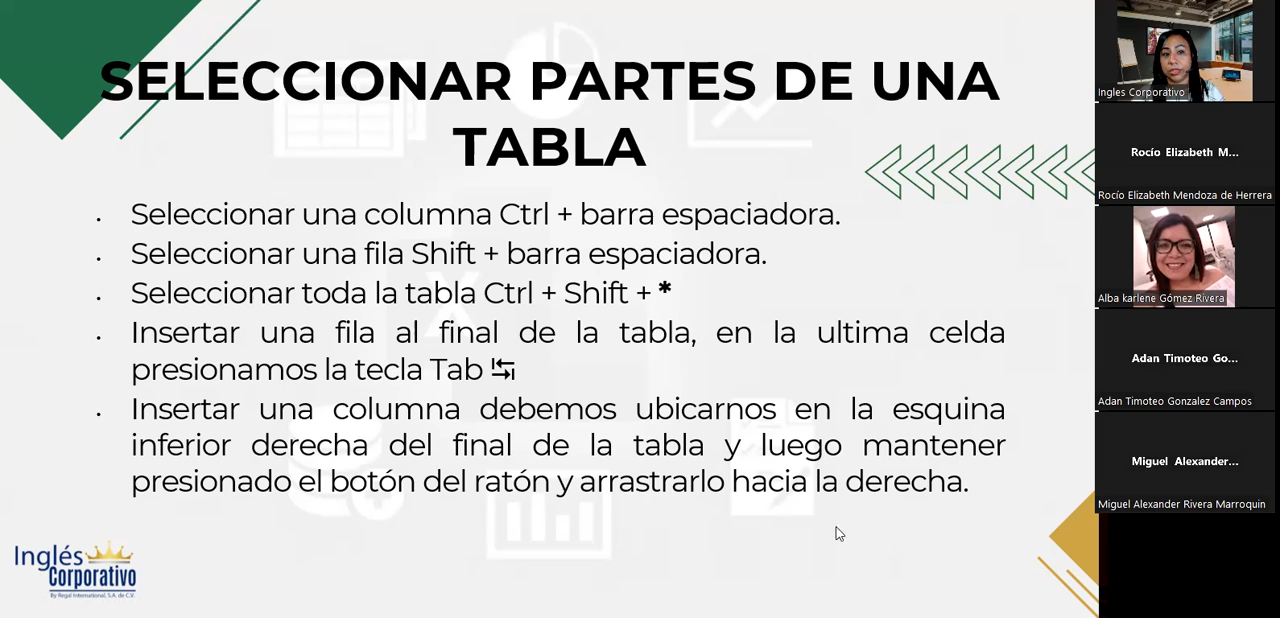 SELECCIONAR PARTES DE UNA
TABLA
• Seleccionar una columna Ctrl + barra espaciadora.
• Seleccionar una fila Shift + barra espaciadora.
• Seleccionar toda la tabla Ctrl + Shift + *
• Insertar una fila al final de la tabla, en la ultima celda
presionamos la tecla Tab ↹
• Insertar una columna debemos ubicarnos en la esquina
inferior derecha del final de la tabla y luego mantener
presionado el botón del ratón y arrastrarlo hacia la derecha.
Inglés
Corporativo
By Regal International, S.A. de C.V.
Ingles Corporativo
Rocío Elizabeth M...
Rocío Elizabeth Mendoza de Herrera
Alba karlene Gómez Rivera
Adan Timoteo Go...
Adan Timoteo Gonzalez Campos
Miguel Alexander...
Miguel Alexander Rivera Marroquin